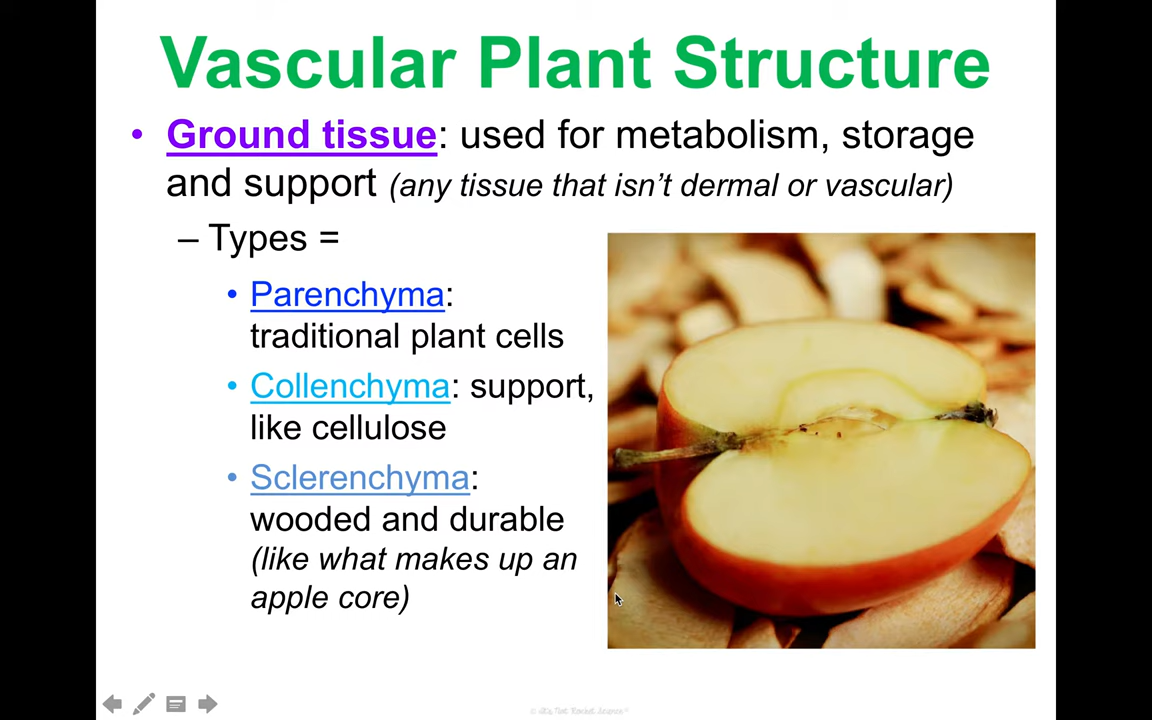 Vascular Plant Structure
• Ground tissue: used for metabolism, storage
and support (any tissue that isn't dermal or vascular)
– Types =
• Parenchyma:
traditional plant cells
• Collenchyma: support,
like cellulose
• Sclerenchyma:
wooded and durable
(like what makes up an
apple core)